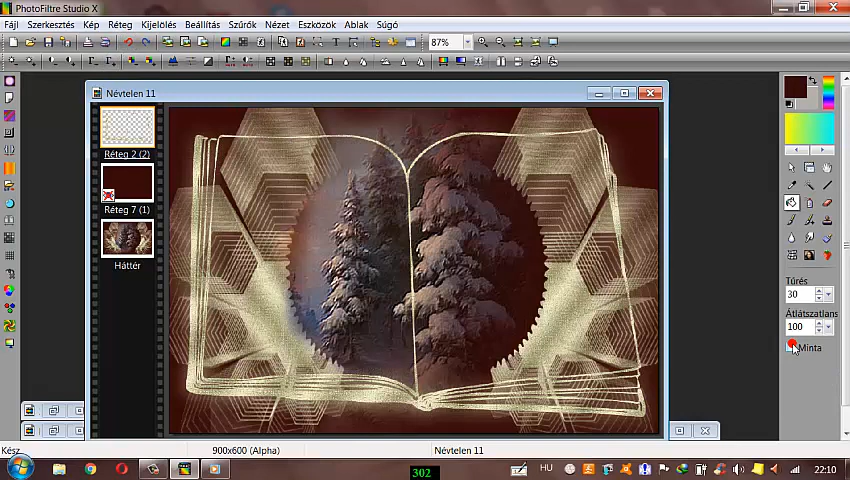 PhotoFiltre Studio X
Fájl Szerkesztés Kép Réteg Kijelölés Beállítás Szűrők Nézet Eszközök Ablak Súgó
87%
Névtelen 11
Réteg 2 (2)
Réteg 7 (1)
Háttér
Tűrés
30
Átlátszatlans
100
Minta
Kész
900x600 (Alpha)
Névtelen 11
302
HU
22:10